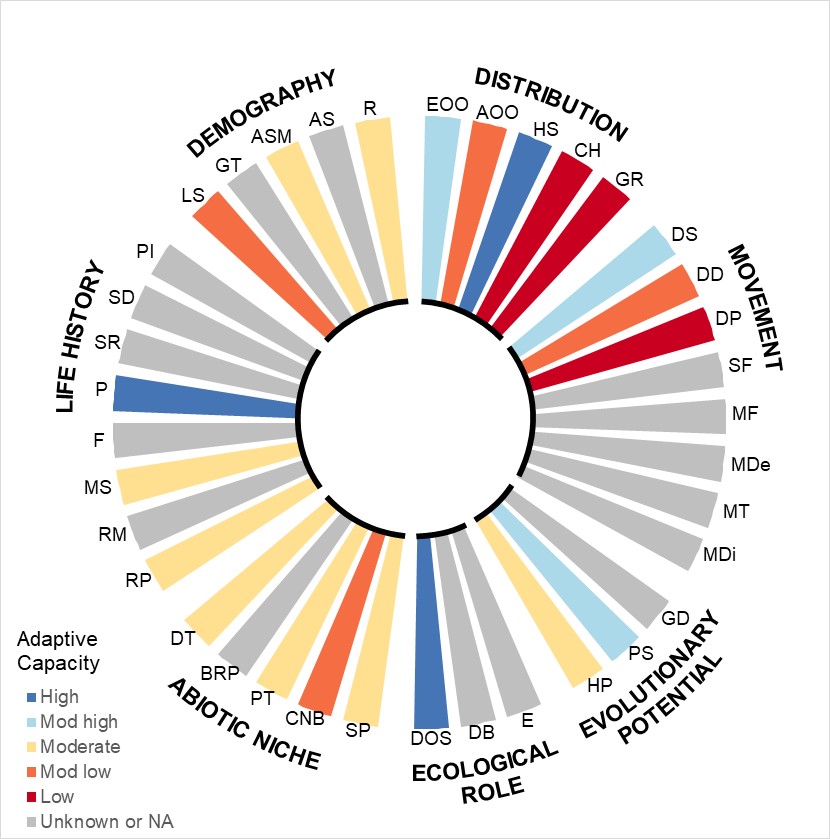 DISTRIBUTION
EOO
AOO
HS
CH
GR
MOVEMENT
DS
DD
DP
SF
MF
MDe
MT
MDi
EVOLUTIONARY
POTENTIAL
GD
PS
HP
ECOLOGICAL
ROLE
E
DB
DOS
ABIOTIC NICHE
SP
CNB
PT
BRP
DT
LIFE HISTORY
RP
RM
MS
F
P
SR
SD
PI
DEMOGRAPHY
LS
GT
ASM
AS
R
Adaptive
Capacity
High
Mod high
Moderate
Mod low
Low
Unknown or NA